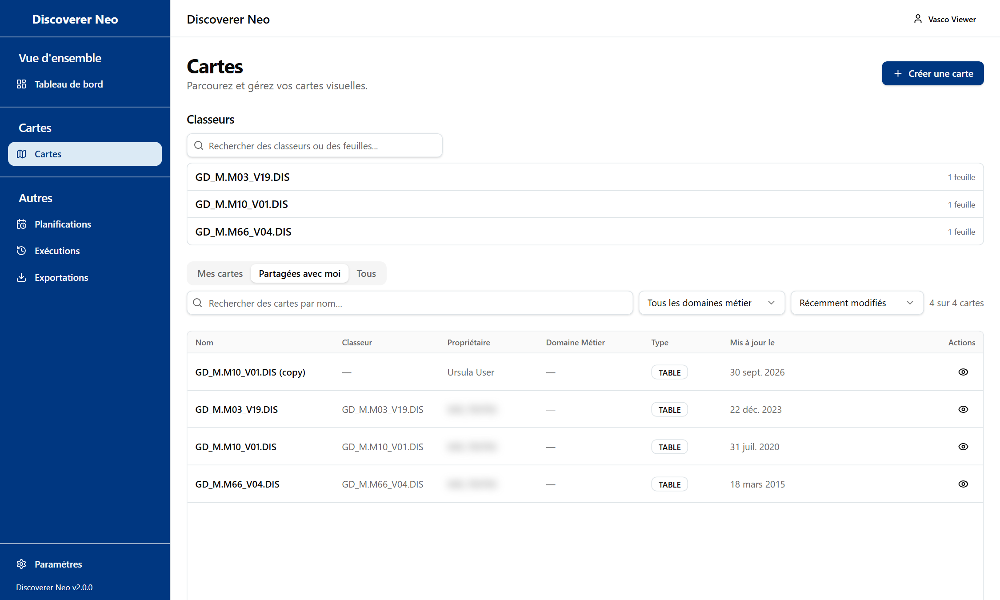 Discoverer Neo
Discoverer Neo
Vasco Viewer
Vue d'ensemble
Tableau de bord
Cartes
Cartes
Autres
Planifications
Exécutions
Exportations
Paramètres
Discoverer Neo v2.0.0
Cartes
Parcourez et gérez vos cartes visuelles.
Créer une carte
Classeurs
Rechercher des classeurs ou des feuilles...
GD_M.M03_V19.DIS 1 feuille
GD_M.M10_V01.DIS 1 feuille
GD_M.M66_V04.DIS 1 feuille
Mes cartes Partagées avec moi Tous
Rechercher des cartes par nom... Tous les domaines métier Récemment modifiés 4 sur 4 cartes
Nom Classeur Propriétaire Domaine Métier Type Mis à jour le Actions
GD_M.M10_V01.DIS (copy) — Ursula User — TABLE 30 sept. 2026
GD_M.M03_V19.DIS GD_M.M03_V19.DIS — TABLE 22 déc. 2023
GD_M.M10_V01.DIS GD_M.M10_V01.DIS — TABLE 31 juil. 2020
GD_M.M66_V04.DIS GD_M.M66_V04.DIS — TABLE 18 mars 2015